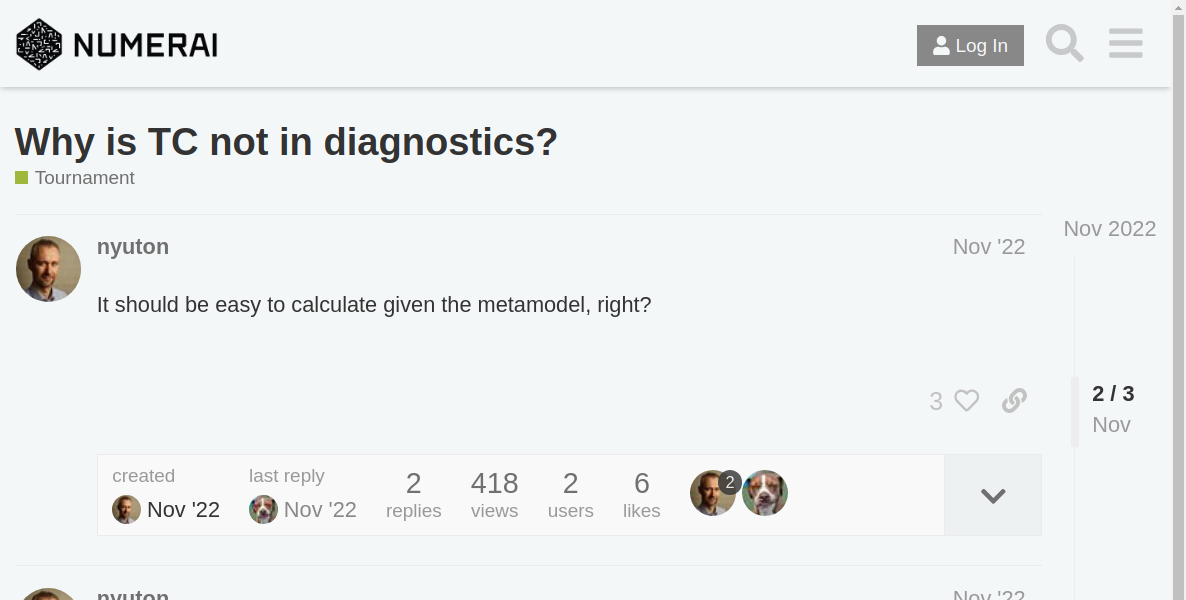 NUMERAI
Log In
Why is TC not in diagnostics?
Tournament
nyuton
Nov '22
Nov 2022
It should be easy to calculate given the metamodel, right?
3
2 / 3
Nov
created
Nov '22
last reply
Nov '22
2
replies
418
views
2
users
6
likes
2
nyuton
Nov '22